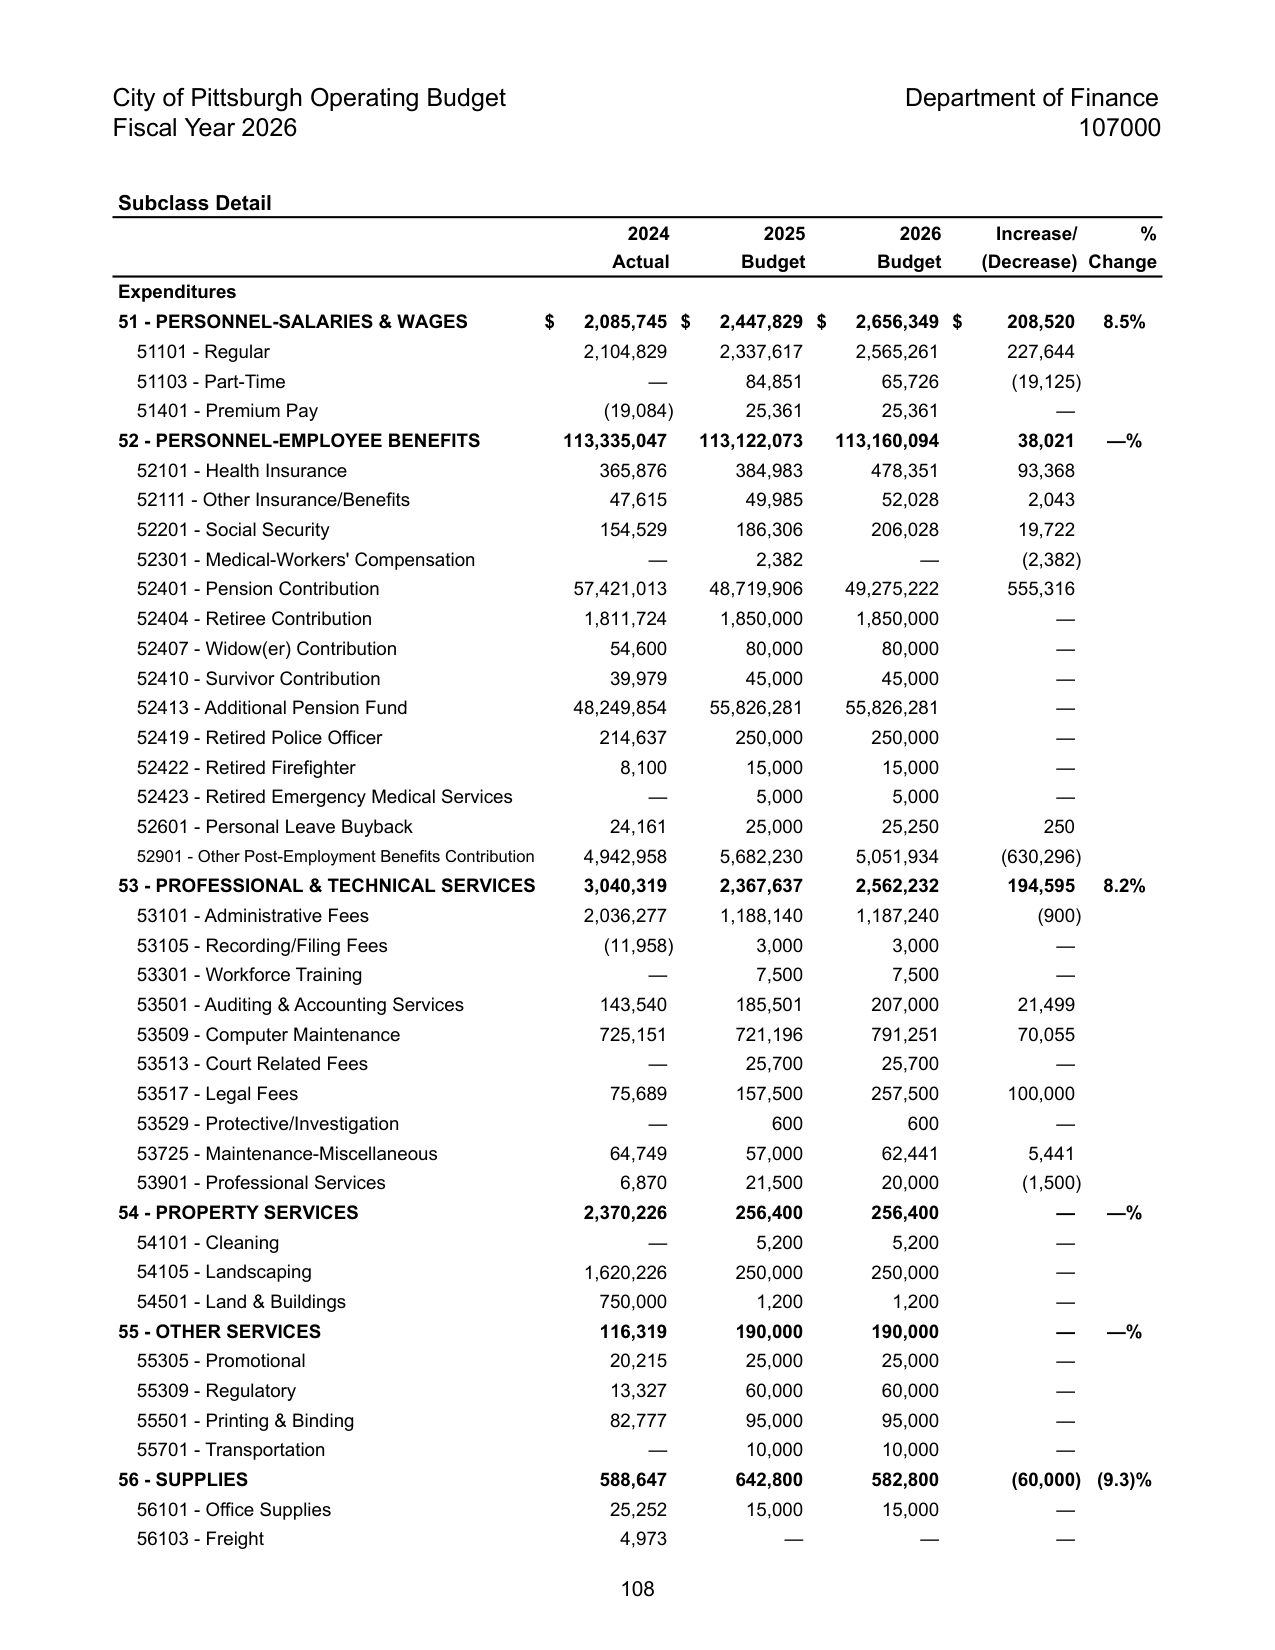 City of Pittsburgh Operating Budget Department of Finance
Fiscal Year 2026 107000
Subclass Detail
2024 2025 2026 Increase/ %
Actual Budget Budget (Decrease) Change
Expenditures
51 - PERSONNEL-SALARIES & WAGES $ 2,085,745 $ 2,447,829 $ 2,656,349 $ 208,520 8.5%
51101 - Regular 2,104,829 2,337,617 2,565,261 227,644
51103 - Part-Time — 84,851 65,726 (19,125)
51401 - Premium Pay (19,084) 25,361 25,361 —
52 - PERSONNEL-EMPLOYEE BENEFITS 113,335,047 113,122,073 113,160,094 38,021 —%
52101 - Health Insurance 365,876 384,983 478,351 93,368
52111 - Other Insurance/Benefits 47,615 49,985 52,028 2,043
52201 - Social Security 154,529 186,306 206,028 19,722
52301 - Medical-Workers' Compensation — 2,382 — (2,382)
52401 - Pension Contribution 57,421,013 48,719,906 49,275,222 555,316
52404 - Retiree Contribution 1,811,724 1,850,000 1,850,000 —
52407 - Widow(er) Contribution 54,600 80,000 80,000 —
52410 - Survivor Contribution 39,979 45,000 45,000 —
52413 - Additional Pension Fund 48,249,854 55,826,281 55,826,281 —
52419 - Retired Police Officer 214,637 250,000 250,000 —
52422 - Retired Firefighter 8,100 15,000 15,000 —
52423 - Retired Emergency Medical Services — 5,000 5,000 —
52601 - Personal Leave Buyback 24,161 25,000 25,250 250
52901 - Other Post-Employment Benefits Contribution 4,942,958 5,682,230 5,051,934 (630,296)
53 - PROFESSIONAL & TECHNICAL SERVICES 3,040,319 2,367,637 2,562,232 194,595 8.2%
53101 - Administrative Fees 2,036,277 1,188,140 1,187,240 (900)
53105 - Recording/Filing Fees (11,958) 3,000 3,000 —
53301 - Workforce Training — 7,500 7,500 —
53501 - Auditing & Accounting Services 143,540 185,501 207,000 21,499
53509 - Computer Maintenance 725,151 721,196 791,251 70,055
53513 - Court Related Fees — 25,700 25,700 —
53517 - Legal Fees 75,689 157,500 257,500 100,000
53529 - Protective/Investigation — 600 600 —
53725 - Maintenance-Miscellaneous 64,749 57,000 62,441 5,441
53901 - Professional Services 6,870 21,500 20,000 (1,500)
54 - PROPERTY SERVICES 2,370,226 256,400 256,400 — —%
54101 - Cleaning — 5,200 5,200 —
54105 - Landscaping 1,620,226 250,000 250,000 —
54501 - Land & Buildings 750,000 1,200 1,200 —
55 - OTHER SERVICES 116,319 190,000 190,000 — —%
55305 - Promotional 20,215 25,000 25,000 —
55309 - Regulatory 13,327 60,000 60,000 —
55501 - Printing & Binding 82,777 95,000 95,000 —
55701 - Transportation — 10,000 10,000 —
56 - SUPPLIES 588,647 642,800 582,800 (60,000) (9.3)%
56101 - Office Supplies 25,252 15,000 15,000 —
56103 - Freight 4,973 — — —
108